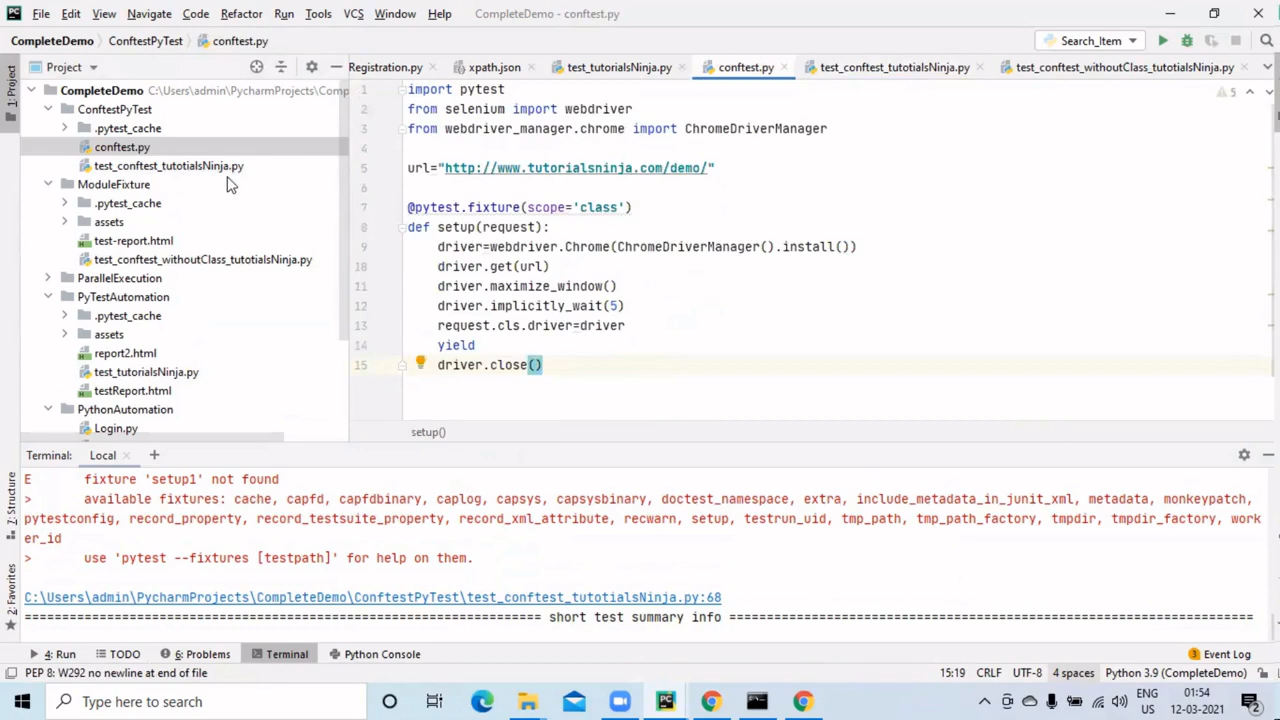 File Edit View Navigate Code Refactor Run Tools VCS Window Help CompleteDemo - conftest.py
CompleteDemo ConftestPyTest conftest.py Search_Item
1: Project
Project
Registration.py xpath.json test_tutorialsNinja.py conftest.py test_conftest_tutotialsNinja.py test_conftest_withoutClass_tutotialsNinja.py
CompleteDemo C:\Users\admin\PycharmProjects\Comp
ConftestPyTest
.pytest_cache
conftest.py
test_conftest_tutotialsNinja.py
ModuleFixture
.pytest_cache
assets
test-report.html
test_conftest_withoutClass_tutotialsNinja.py
ParallelExecution
PyTestAutomation
.pytest_cache
assets
report2.html
test_tutorialsNinja.py
testReport.html
PythonAutomation
Login.py
5
1 import pytest
2 from selenium import webdriver
3 from webdriver_manager.chrome import ChromeDriverManager
4
5 url="http://www.tutorialsninja.com/demo/"
6
7 @pytest.fixture(scope='class')
8 def setup(request):
9 driver=webdriver.Chrome(ChromeDriverManager().install())
10 driver.get(url)
11 driver.maximize_window()
12 driver.implicitly_wait(5)
13 request.cls.driver=driver
14 yield
15 driver.close()
setup()
Terminal: Local
E fixture 'setup1' not found
> available fixtures: cache, capfd, capfdbinary, caplog, capsys, capsysbinary, doctest_namespace, extra, include_metadata_in_junit_xml, metadata, monkeypatch,
pytestconfig, record_property, record_testsuite_property, record_xml_attribute, recwarn, setup, testrun_uid, tmp_path, tmp_path_factory, tmpdir, tmpdir_factory, work
er_id
> use 'pytest --fixtures [testpath]' for help on them.
C:\Users\admin\PycharmProjects\CompleteDemo\ConftestPyTest\test_conftest_tutotialsNinja.py:68
======================================================================= short test summary info =======================================================================
7: Structure
2: Favorites
4: Run TODO 6: Problems Terminal Python Console 3 Event Log
PEP 8: W292 no newline at end of file 15:19 CRLF UTF-8 4 spaces Python 3.9 (CompleteDemo)
Type here to search
PC
ENG 01:54
US 12-03-2021
2